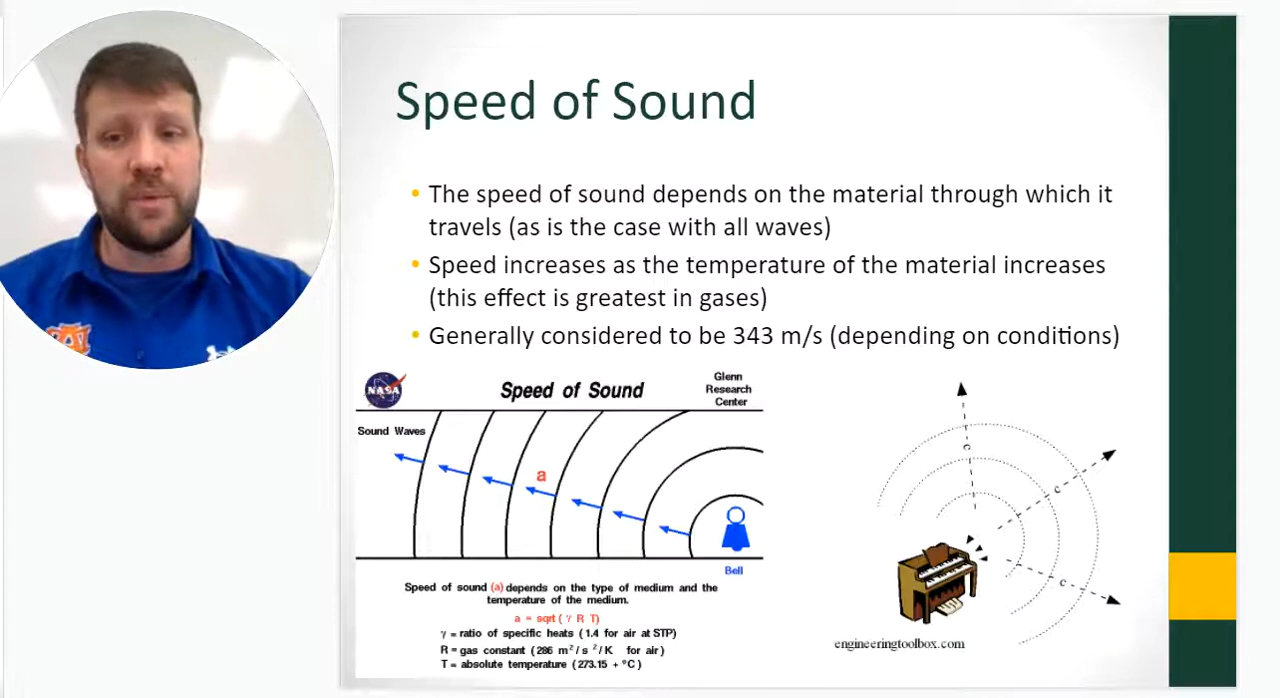 Speed of Sound
• The speed of sound depends on the material through which it
travels (as is the case with all waves)
• Speed increases as the temperature of the material increases
(this effect is greatest in gases)
• Generally considered to be 343 m/s (depending on conditions)
NASA
Speed of Sound
Glenn
Research
Center
Sound Waves
a
Bell
Speed of sound (a) depends on the type of medium and the
temperature of the medium.
a = sqrt ( γ R T)
γ = ratio of specific heats ( 1.4 for air at STP)
R = gas constant ( 286 m²/ s ²/ K for air)
T = absolute temperature ( 273.15 + °C )
c
c
c
engineeringtoolbox.com
AU